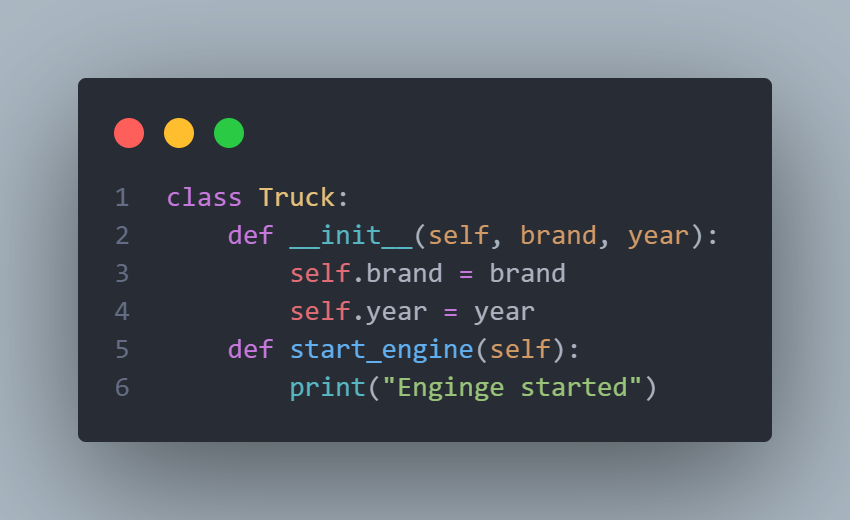 1 class Truck:
2     def __init__(self, brand, year):
3         self.brand = brand
4         self.year = year
5     def start_engine(self):
6         print("Enginge started")